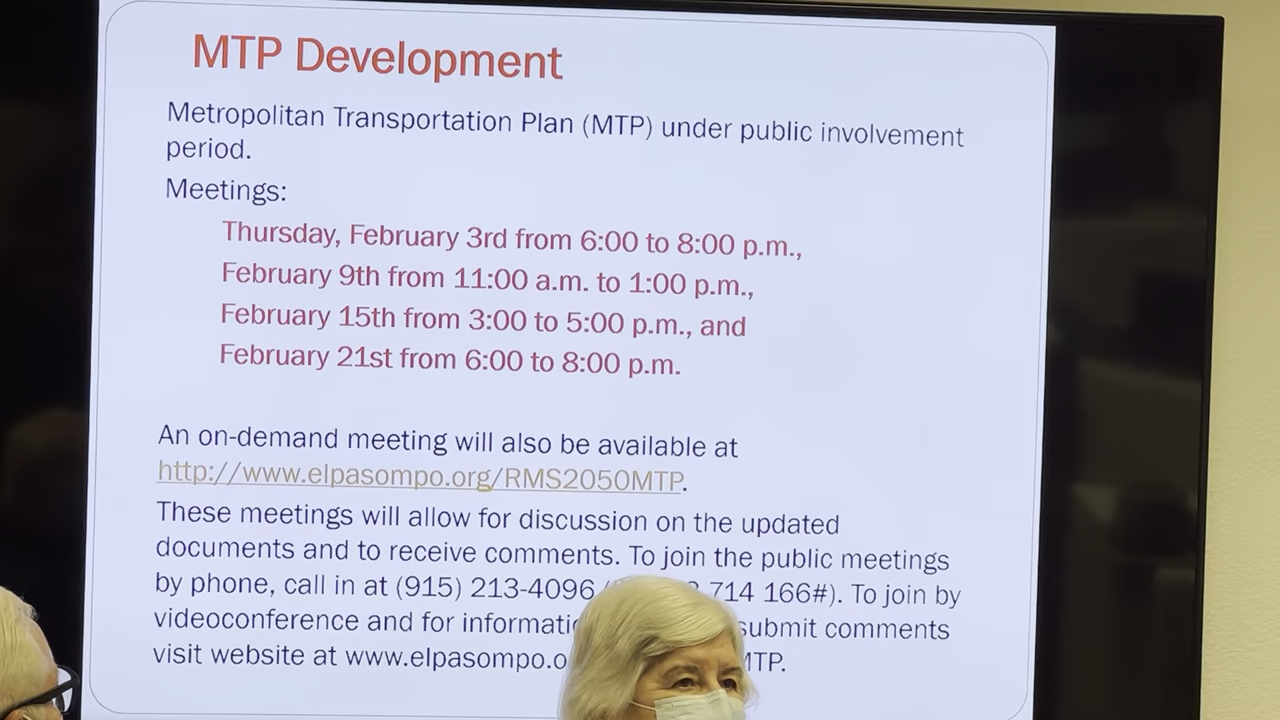 MTP Development
Metropolitan Transportation Plan (MTP) under public involvement
period.
Meetings:
Thursday, February 3rd from 6:00 to 8:00 p.m.,
February 9th from 11:00 a.m. to 1:00 p.m.,
February 15th from 3:00 to 5:00 p.m., and
February 21st from 6:00 to 8:00 p.m.
An on-demand meeting will also be available at
http://www.elpasompo.org/RMS2050MTP.
These meetings will allow for discussion on the updated
documents and to receive comments. To join the public meetings
by phone, call in at (915) 213-4096 714 166#). To join by
videoconference and for submit comments
visit website at